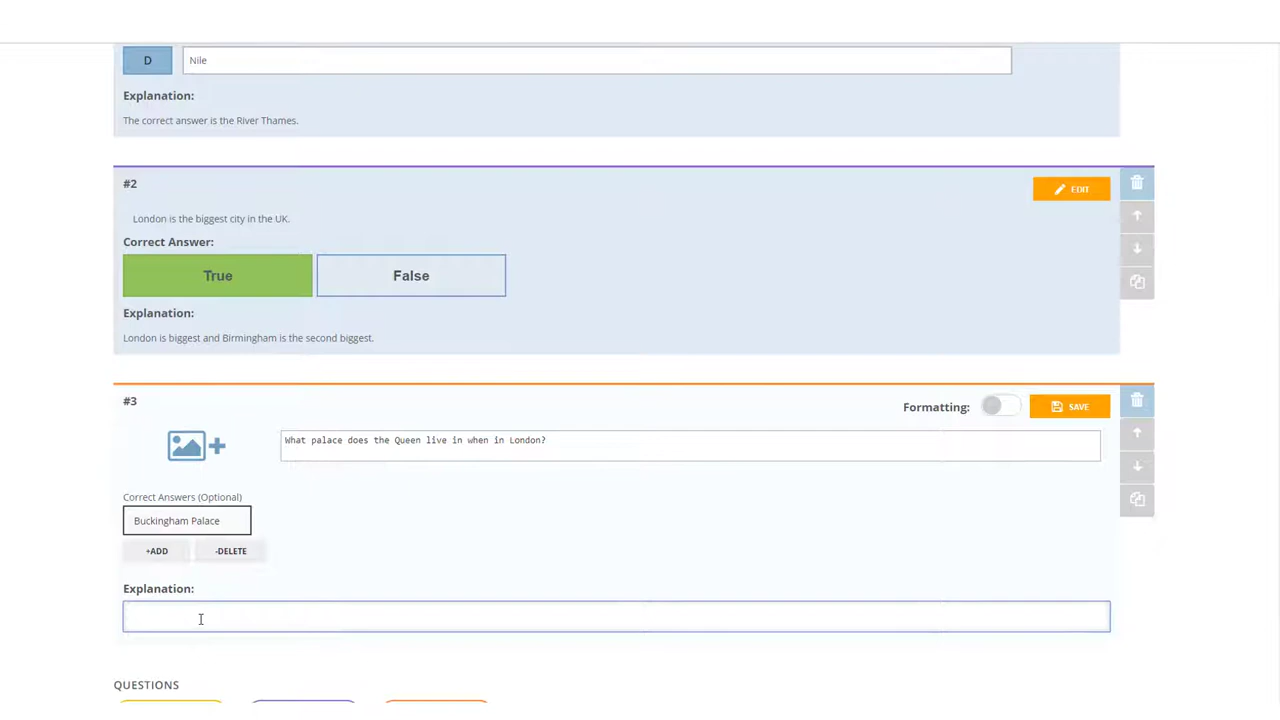 D
Nile
Explanation:
The correct answer is the River Thames.
#2
EDIT
London is the biggest city in the UK.
Correct Answer:
True
False
Explanation:
London is biggest and Birmingham is the second biggest.
#3
Formatting:
SAVE
What palace does the Queen live in when in London?
Correct Answers (Optional)
Buckingham Palace
+ADD
-DELETE
Explanation:
QUESTIONS